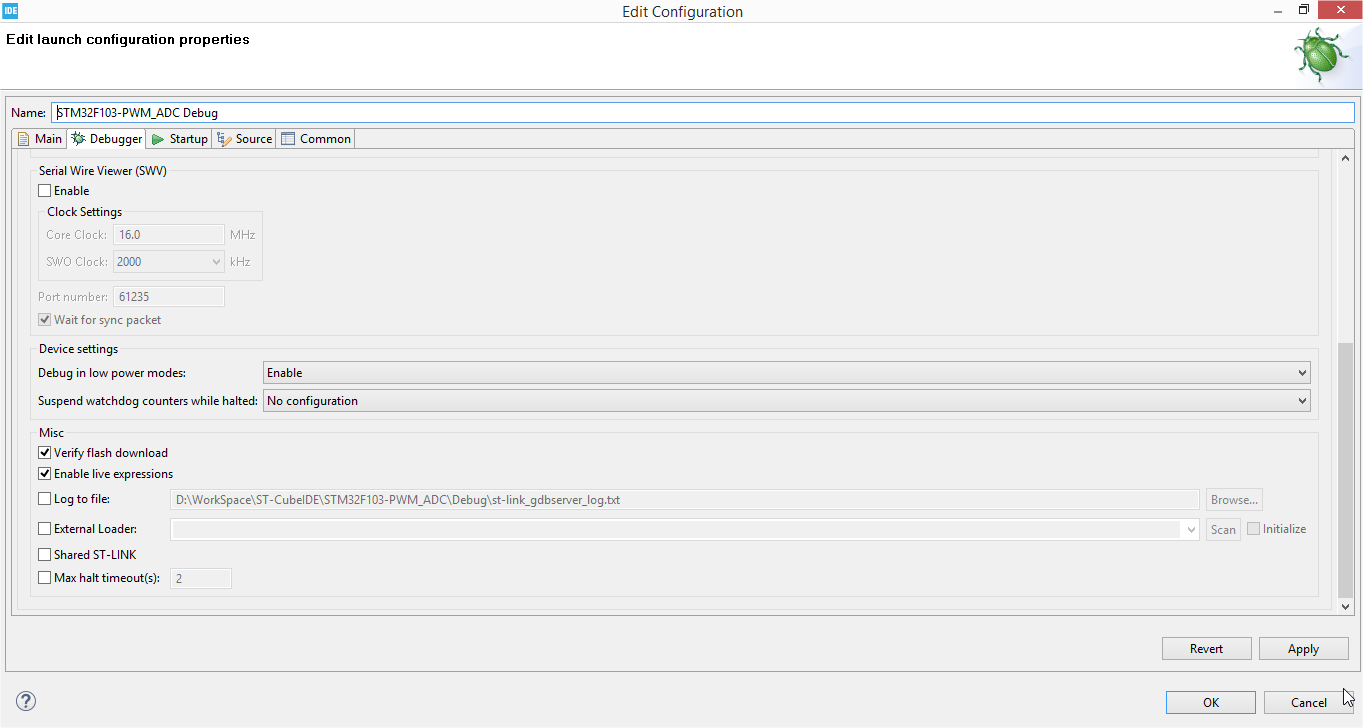 IDE Edit Configuration
Edit launch configuration properties
Name: STM32F103-PWM_ADC Debug
Main Debugger Startup Source Common
Serial Wire Viewer (SWV)
Enable
Clock Settings
Core Clock: 16.0 MHz
SWO Clock: 2000 kHz
Port number: 61235
Wait for sync packet
Device settings
Debug in low power modes: Enable
Suspend watchdog counters while halted: No configuration
Misc
Verify flash download
Enable live expressions
Log to file: D:\WorkSpace\ST-CubeIDE\STM32F103-PWM_ADC\Debug\st-link_gdbserver_log.txt Browse...
External Loader: Scan Initialize
Shared ST-LINK
Max halt timeout(s): 2
Revert Apply
? OK Cancel